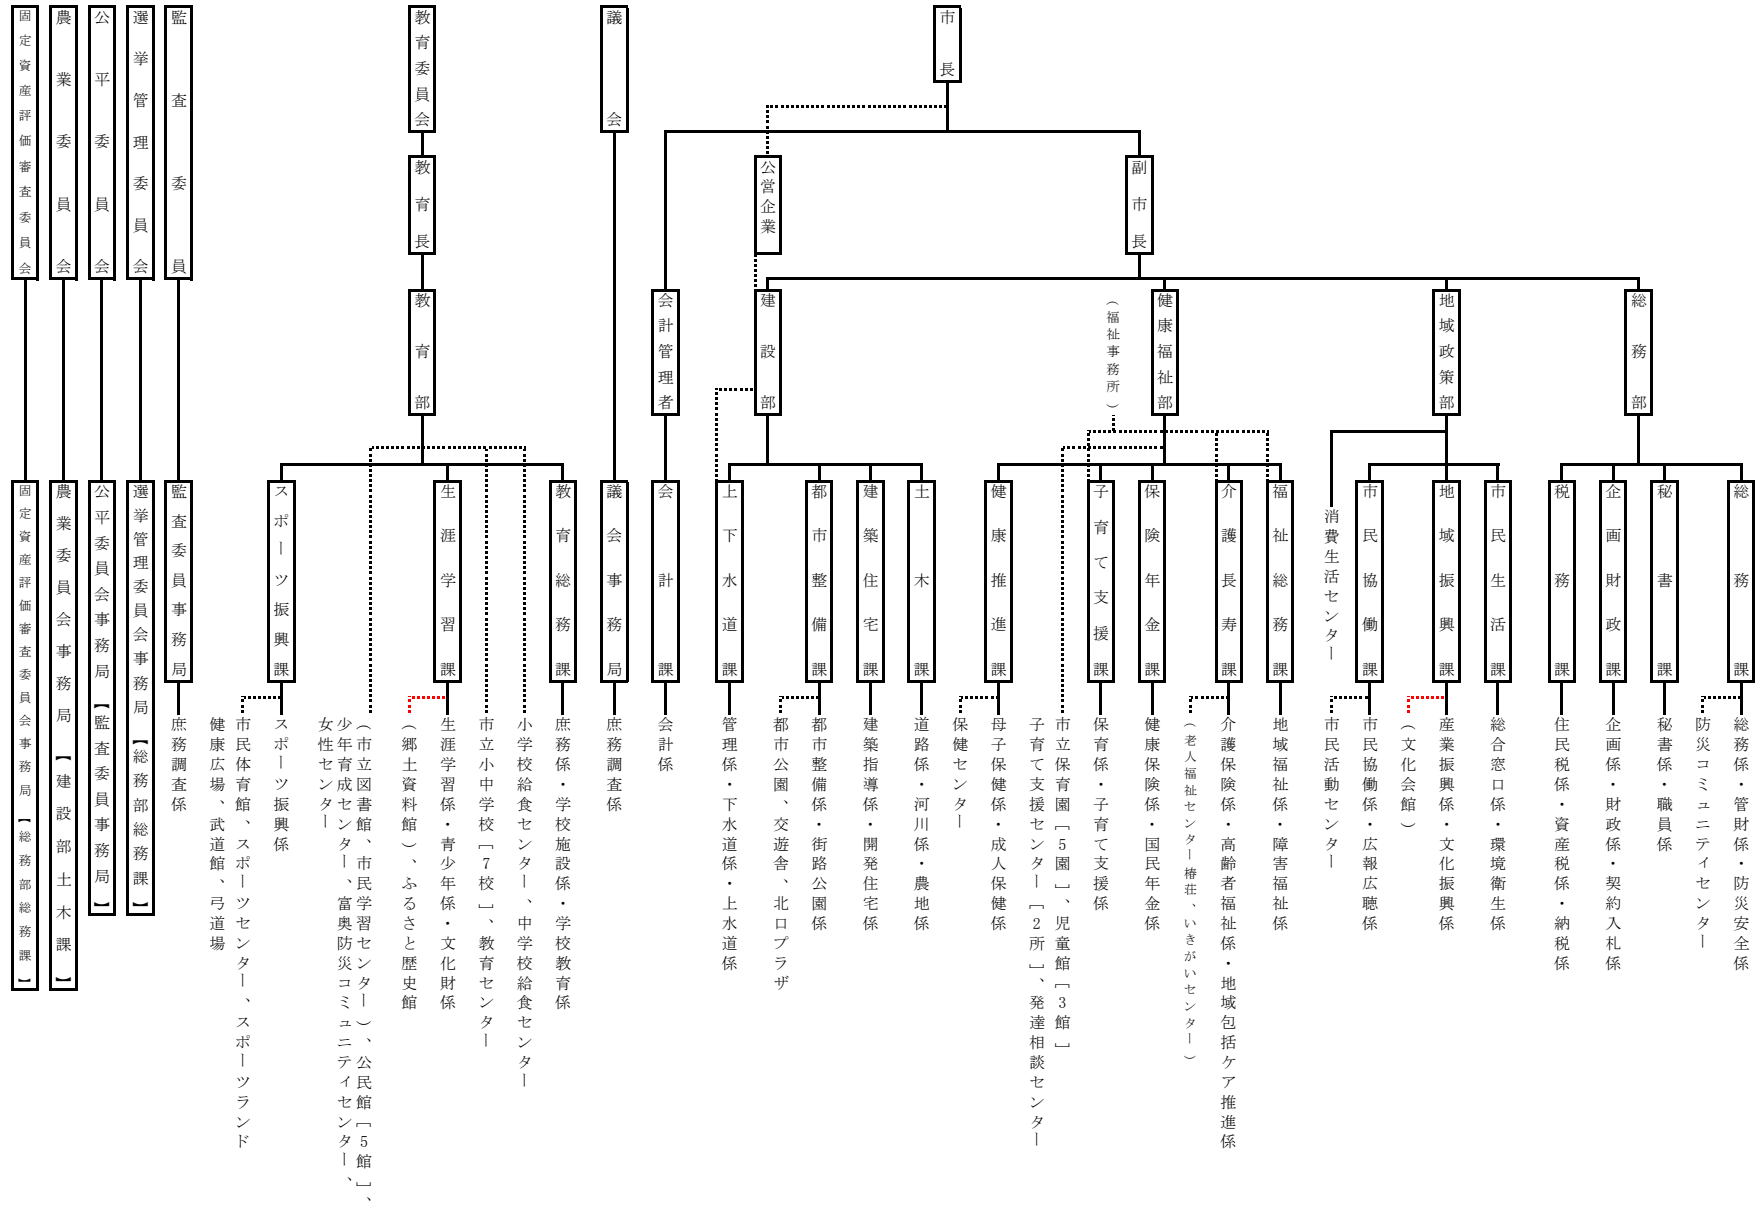 市長
副市長
公営企業
議会
教育委員会
教育長
監査委員
選挙管理委員会
公平委員会
農業委員会
固定資産評価審査委員会
総務部
地域政策部
健康福祉部
（福祉事務所）
建設部
会計管理者
教育部
総務課
秘書課
企画財政課
税務課
市民生活課
地域振興課
市民協働課
消費生活センター
福祉総務課
介護長寿課
保険年金課
子育て支援課
健康推進課
土木課
建築住宅課
都市整備課
上下水道課
会計課
議会事務局
教育総務課
生涯学習課
スポーツ振興課
監査委員事務局
選挙管理委員会事務局【総務部総務課】
公平委員会事務局【監査委員事務局】
農業委員会事務局【建設部土木課】
固定資産評価審査委員会事務局【総務部総務課】
総務係・管財係・防災安全係
防災コミュニティセンター
秘書係・職員係
企画係・財政係・契約入札係
住民税係・資産税係・納税係
総合窓口係・環境衛生係
産業振興係・文化振興係
（文化会館）
市民協働係・広報広聴係
市民活動センター
地域福祉係・障害福祉係
介護保険係・高齢者福祉係・地域包括ケア推進係
（老人福祉センター椿荘、いきがいセンター）
健康保険係・国民年金係
保育係・子育て支援係
市立保育園［５園］、児童館［３館］
子育て支援センター［２所］、発達相談センター
母子保健係・成人保健係
保健センター
道路係・河川係・農地係
建築指導係・開発住宅係
都市整備係・街路公園係
都市公園、交遊舎、北口プラザ
管理係・下水道係・上水道係
会計係
庶務調査係
庶務係・学校施設係・学校教育係
小学校給食センター、中学校給食センター
市立小中学校［７校］、教育センター
生涯学習係・青少年係・文化財係
（郷土資料館）、ふるさと歴史館
（市立図書館、市民学習センター）、公民館［５館］、
少年育成センター、富奥防災コミュニティセンター、
女性センター
スポーツ振興係
市民体育館、スポーツセンター、スポーツランド
健康広場、武道館、弓道場
庶務調査係